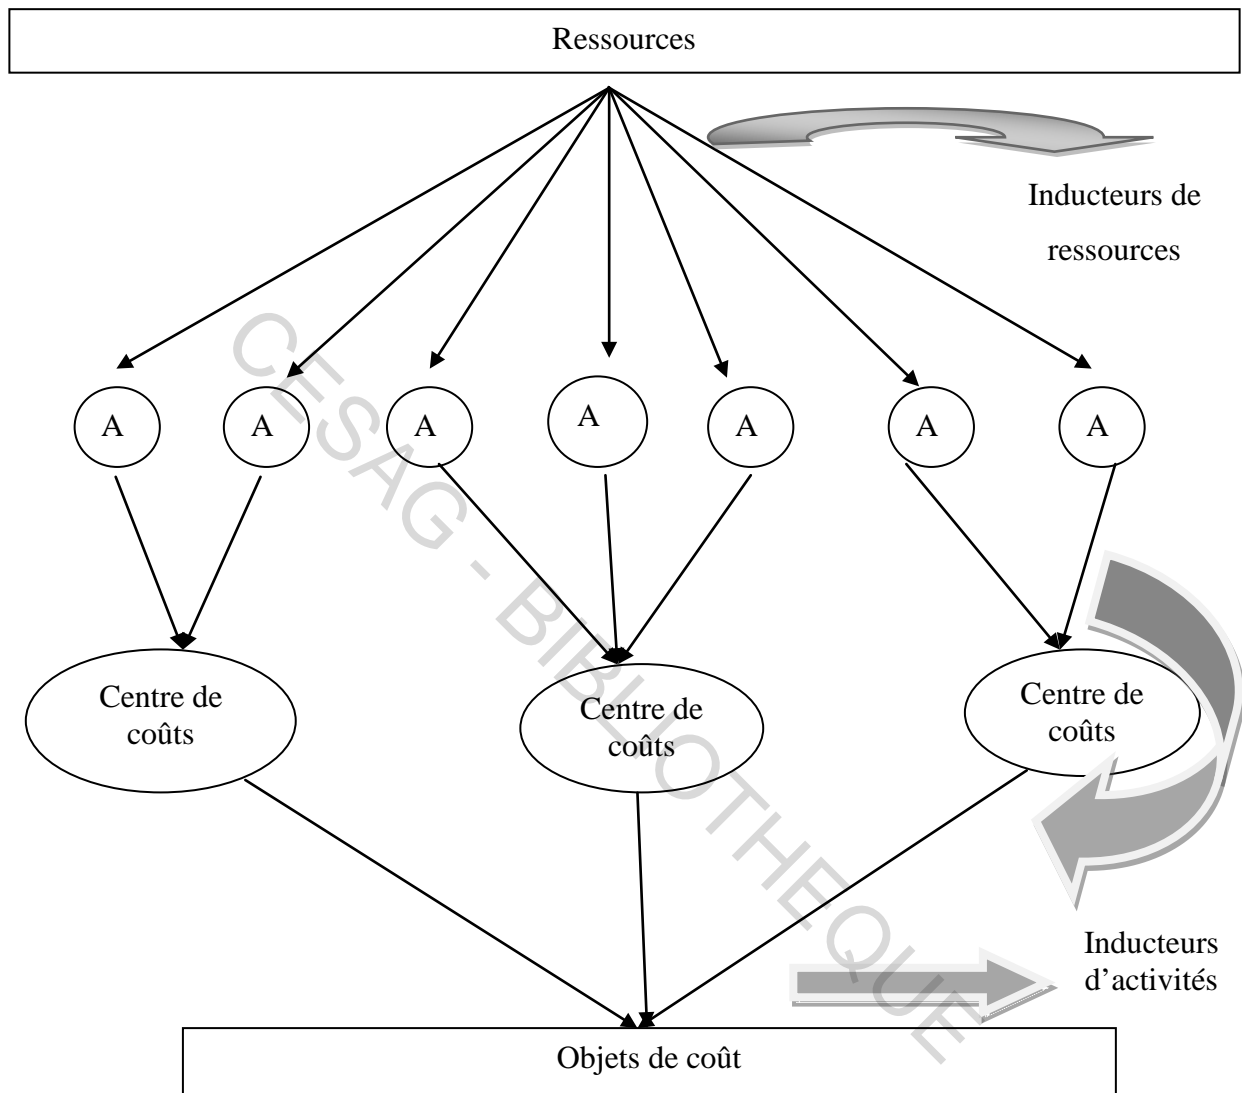 Ressources
Inducteurs de
ressources
A
A
A
A
A
A
A
Centre de
coûts
Centre de
coûts
Centre de
coûts
Inducteurs
d’activités
Objets de coût
CESAG - BIBLIOTHEQUE